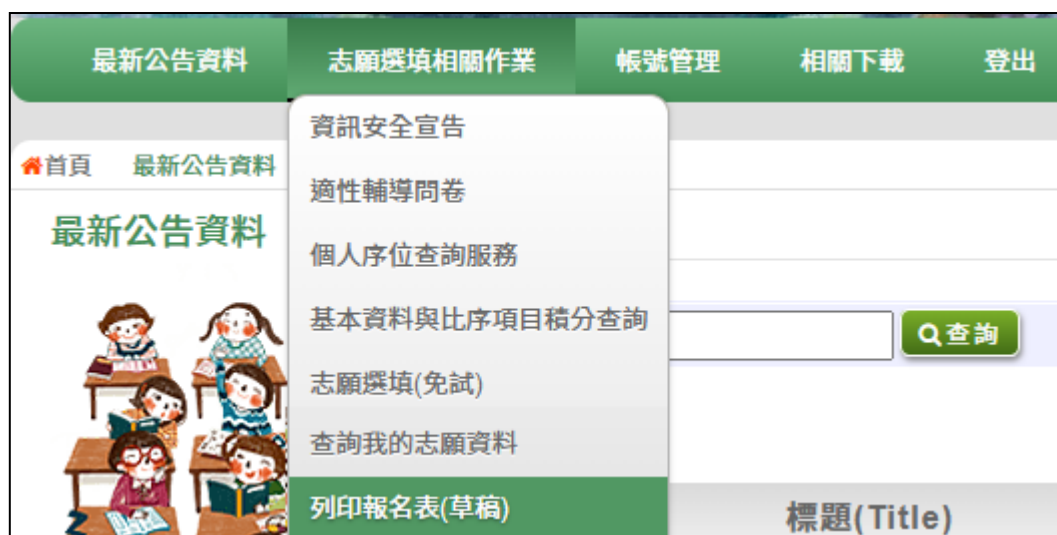 最新公告資料 志願選填相關作業 帳號管理 相關下載 登出
資訊安全宣告
首頁 最新公告資料
適性輔導問卷
最新公告資料
個人序位查詢服務
基本資料與比序項目積分查詢
查詢
志願選填(免試)
查詢我的志願資料
列印報名表(草稿)
標題(Title)